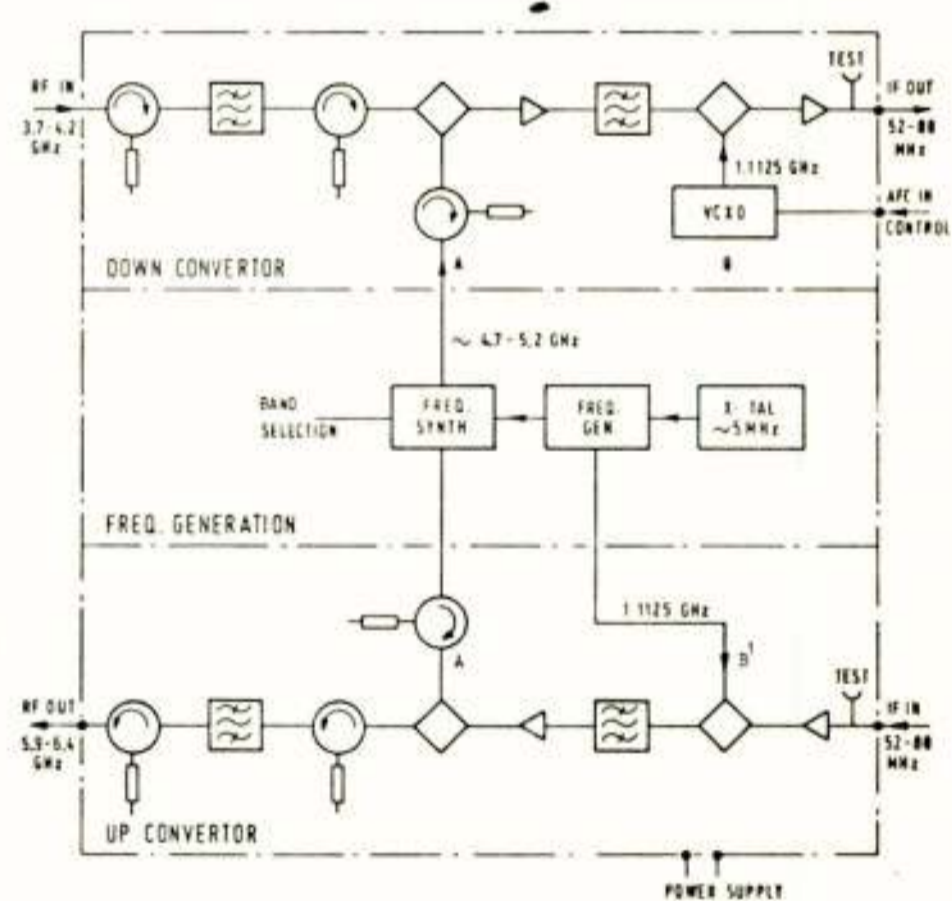 TEST
RF IN
3.7-4.2
GHz
IF OUT
52-88
MHz
1.1125 GHz
VCXO
AFC IN
CONTROL
A
B
DOWN CONVERTOR
~ 4.7-5.2 GHz
BAND
SELECTION
FREQ.
SYNTH
FREQ.
GEN
X-TAL
~5MHz
FREQ. GENERATION
1.1125 GHz
A
B'
TEST
RF OUT
5.9-6.4
GHz
IF IN
52-88
MHz
UP CONVERTOR
POWER SUPPLY